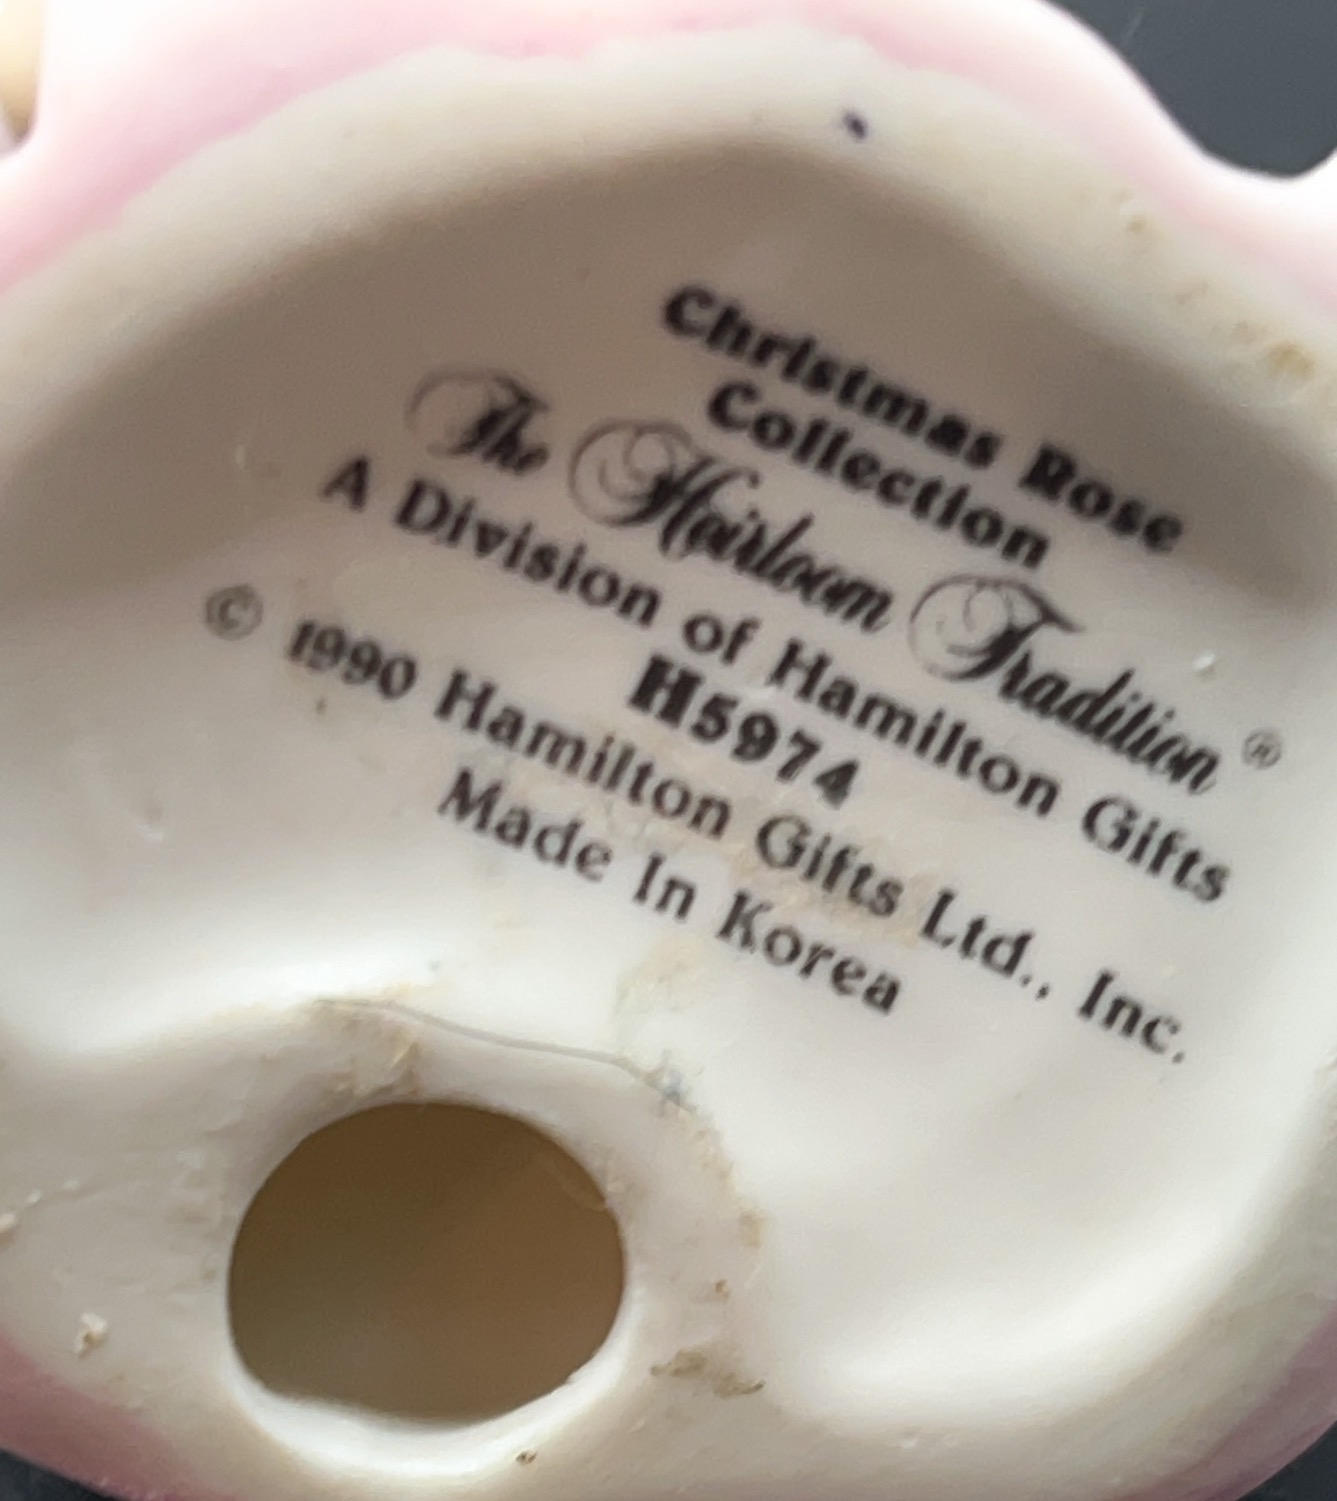 Christmas Rose
Collection
The Heirloom Tradition ®
A Division of Hamilton Gifts
H5974
© 1990 Hamilton Gifts Ltd., Inc.
Made In Korea